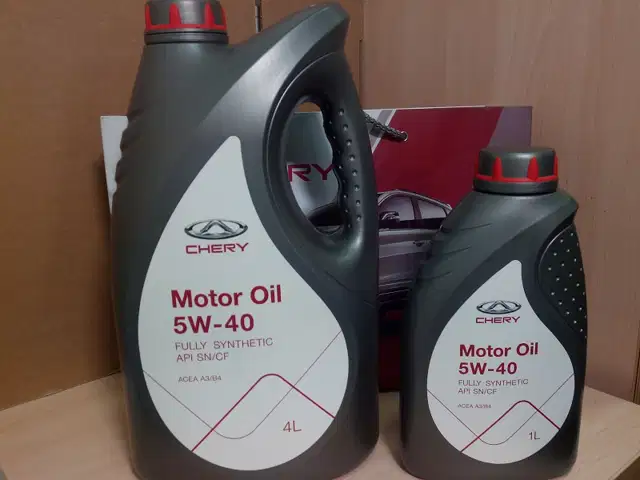 CHERY
Motor Oil
5W-40
FULLY SYNTHETIC
API SN/CF
ACEA A3/B4
4L
RY
CHERY
Motor Oil
5W-40
FULLY SYNTHETIC
API SN/CF
ACEA A3/B4
1L